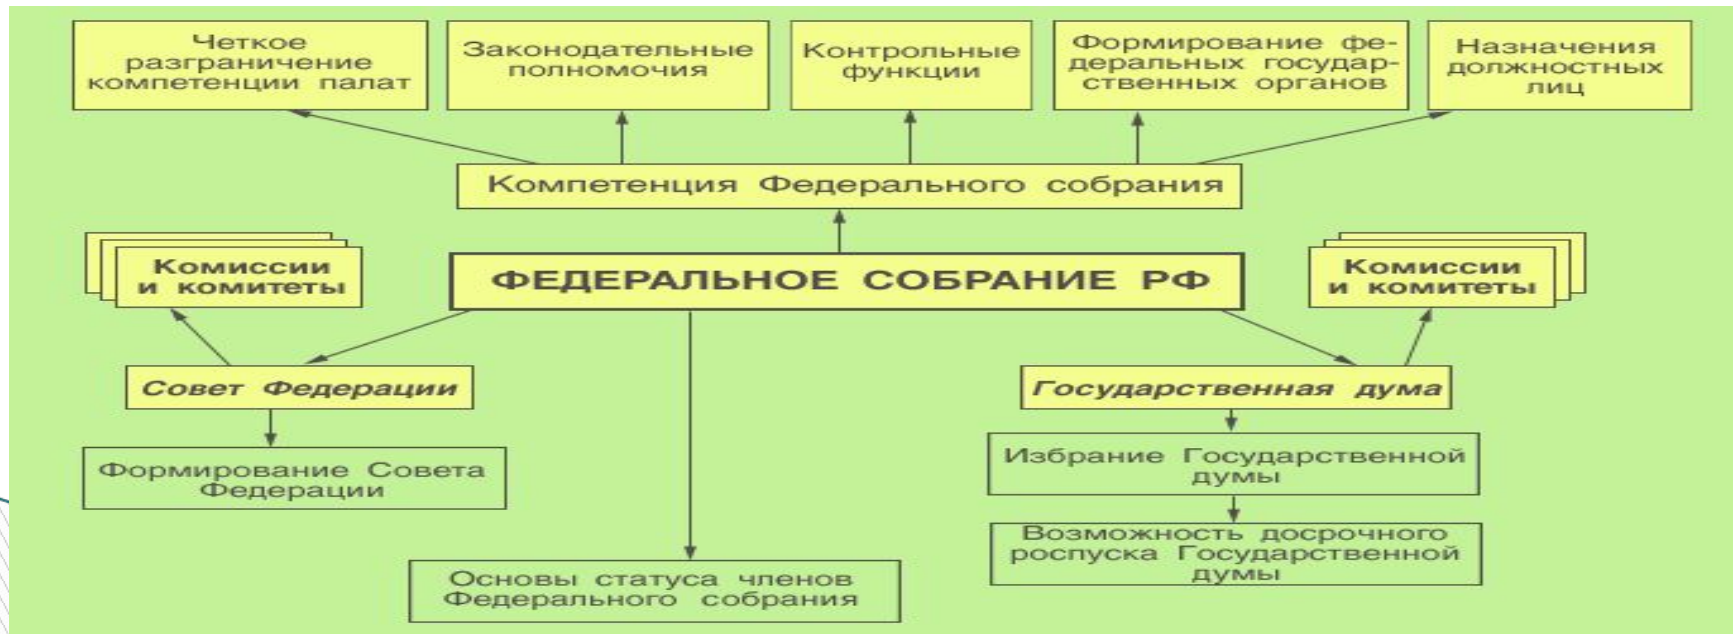 Четкое
разграничение
компетенции палат
Законодательные
полномочия
Контрольные
функции
Формирование фе-
деральных государ-
ственных органов
Назначения
должностных
лиц
Компетенция Федерального собрания
Комиссии
и комитеты
ФЕДЕРАЛЬНОЕ СОБРАНИЕ РФ
Комиссии
и комитеты
Совет Федерации
Государственная дума
Формирование Совета
Федерации
Избрание Государственной
думы
Возможность досрочного
роспуска Государственной
думы
Основы статуса членов
Федерального собрания